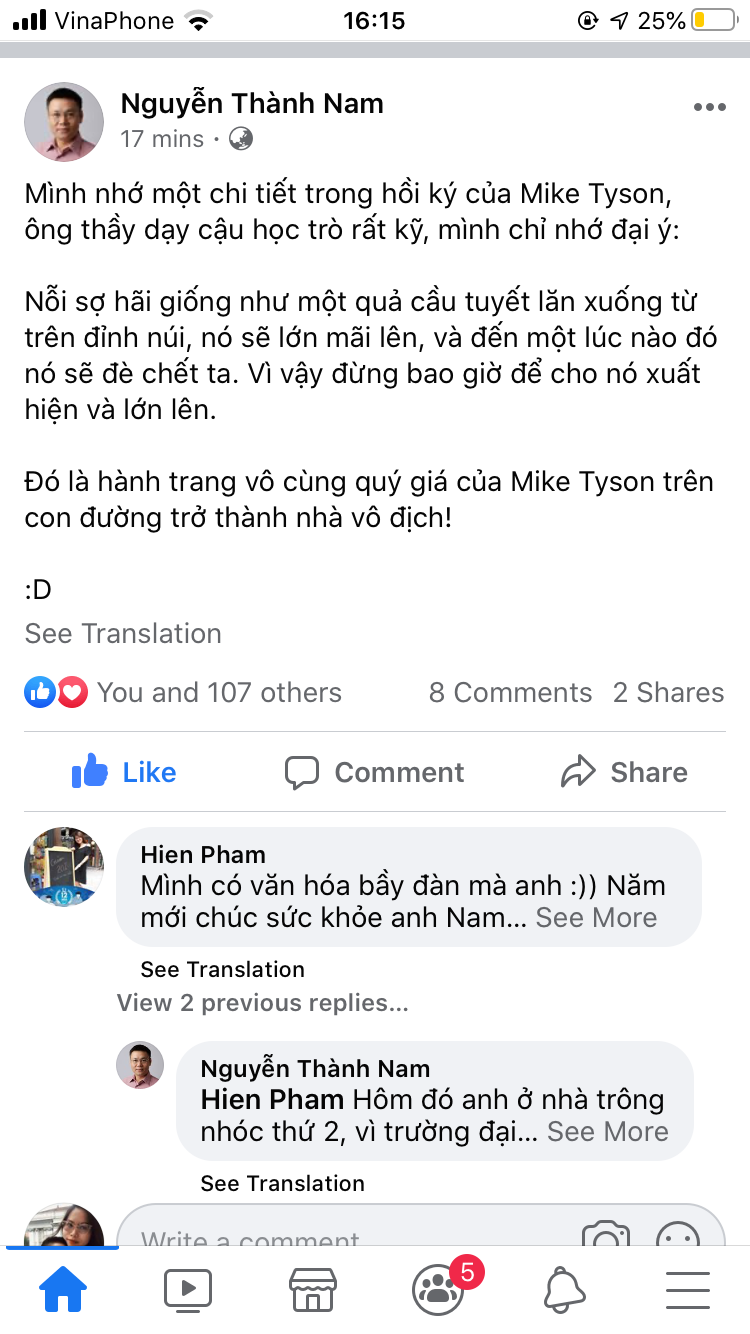 VinaPhone 16:15 25%
Nguyễn Thành Nam
17 mins ·
Mình nhớ một chi tiết trong hồi ký của Mike Tyson,
ông thầy dạy cậu học trò rất kỹ, mình chỉ nhớ đại ý:
Nỗi sợ hãi giống như một quả cầu tuyết lăn xuống từ
trên đỉnh núi, nó sẽ lớn mãi lên, và đến một lúc nào đó
nó sẽ đè chết ta. Vì vậy đừng bao giờ để cho nó xuất
hiện và lớn lên.
Đó là hành trang vô cùng quý giá của Mike Tyson trên
con đường trở thành nhà vô địch!
:D
See Translation
You and 107 others 8 Comments 2 Shares
Like Comment Share
Hien Pham
Mình có văn hóa bầy đàn mà anh :)) Năm
mới chúc sức khỏe anh Nam... See More
See Translation
View 2 previous replies...
Nguyễn Thành Nam
Hien Pham Hôm đó anh ở nhà trông
nhóc thứ 2, vì trường đại... See More
See Translation
Write a comment
5